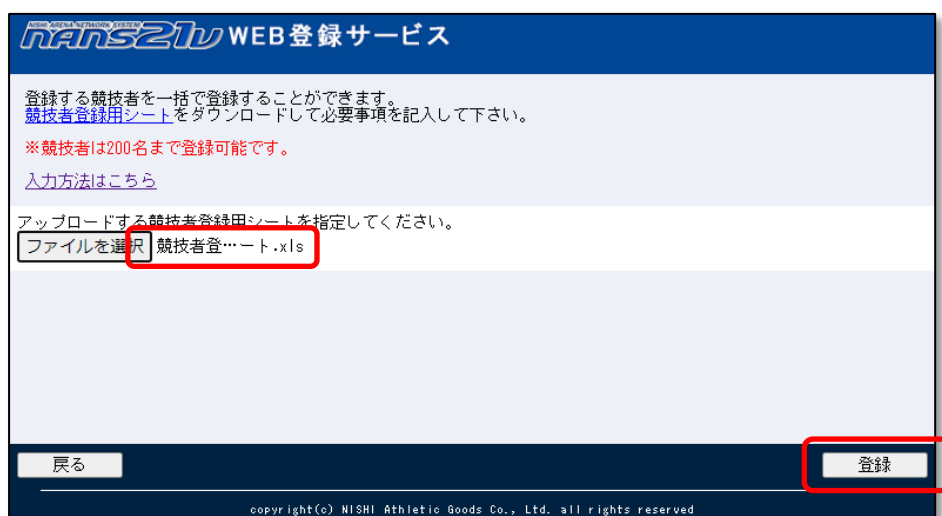 NISHI ARENA NETWORK SYSTEM
nANS21V WEB登録サービス
登録する競技者を一括で登録することができます。
競技者登録用シートをダウンロードして必要事項を記入して下さい。
※競技者は200名まで登録可能です。
入力方法はこちら
アップロードする競技者登録用シートを指定してください。
ファイルを選択 競技者登…ート.xls
戻る 登録
copyright(c) NISHI Athletic Goods Co., Ltd. all rights reserved